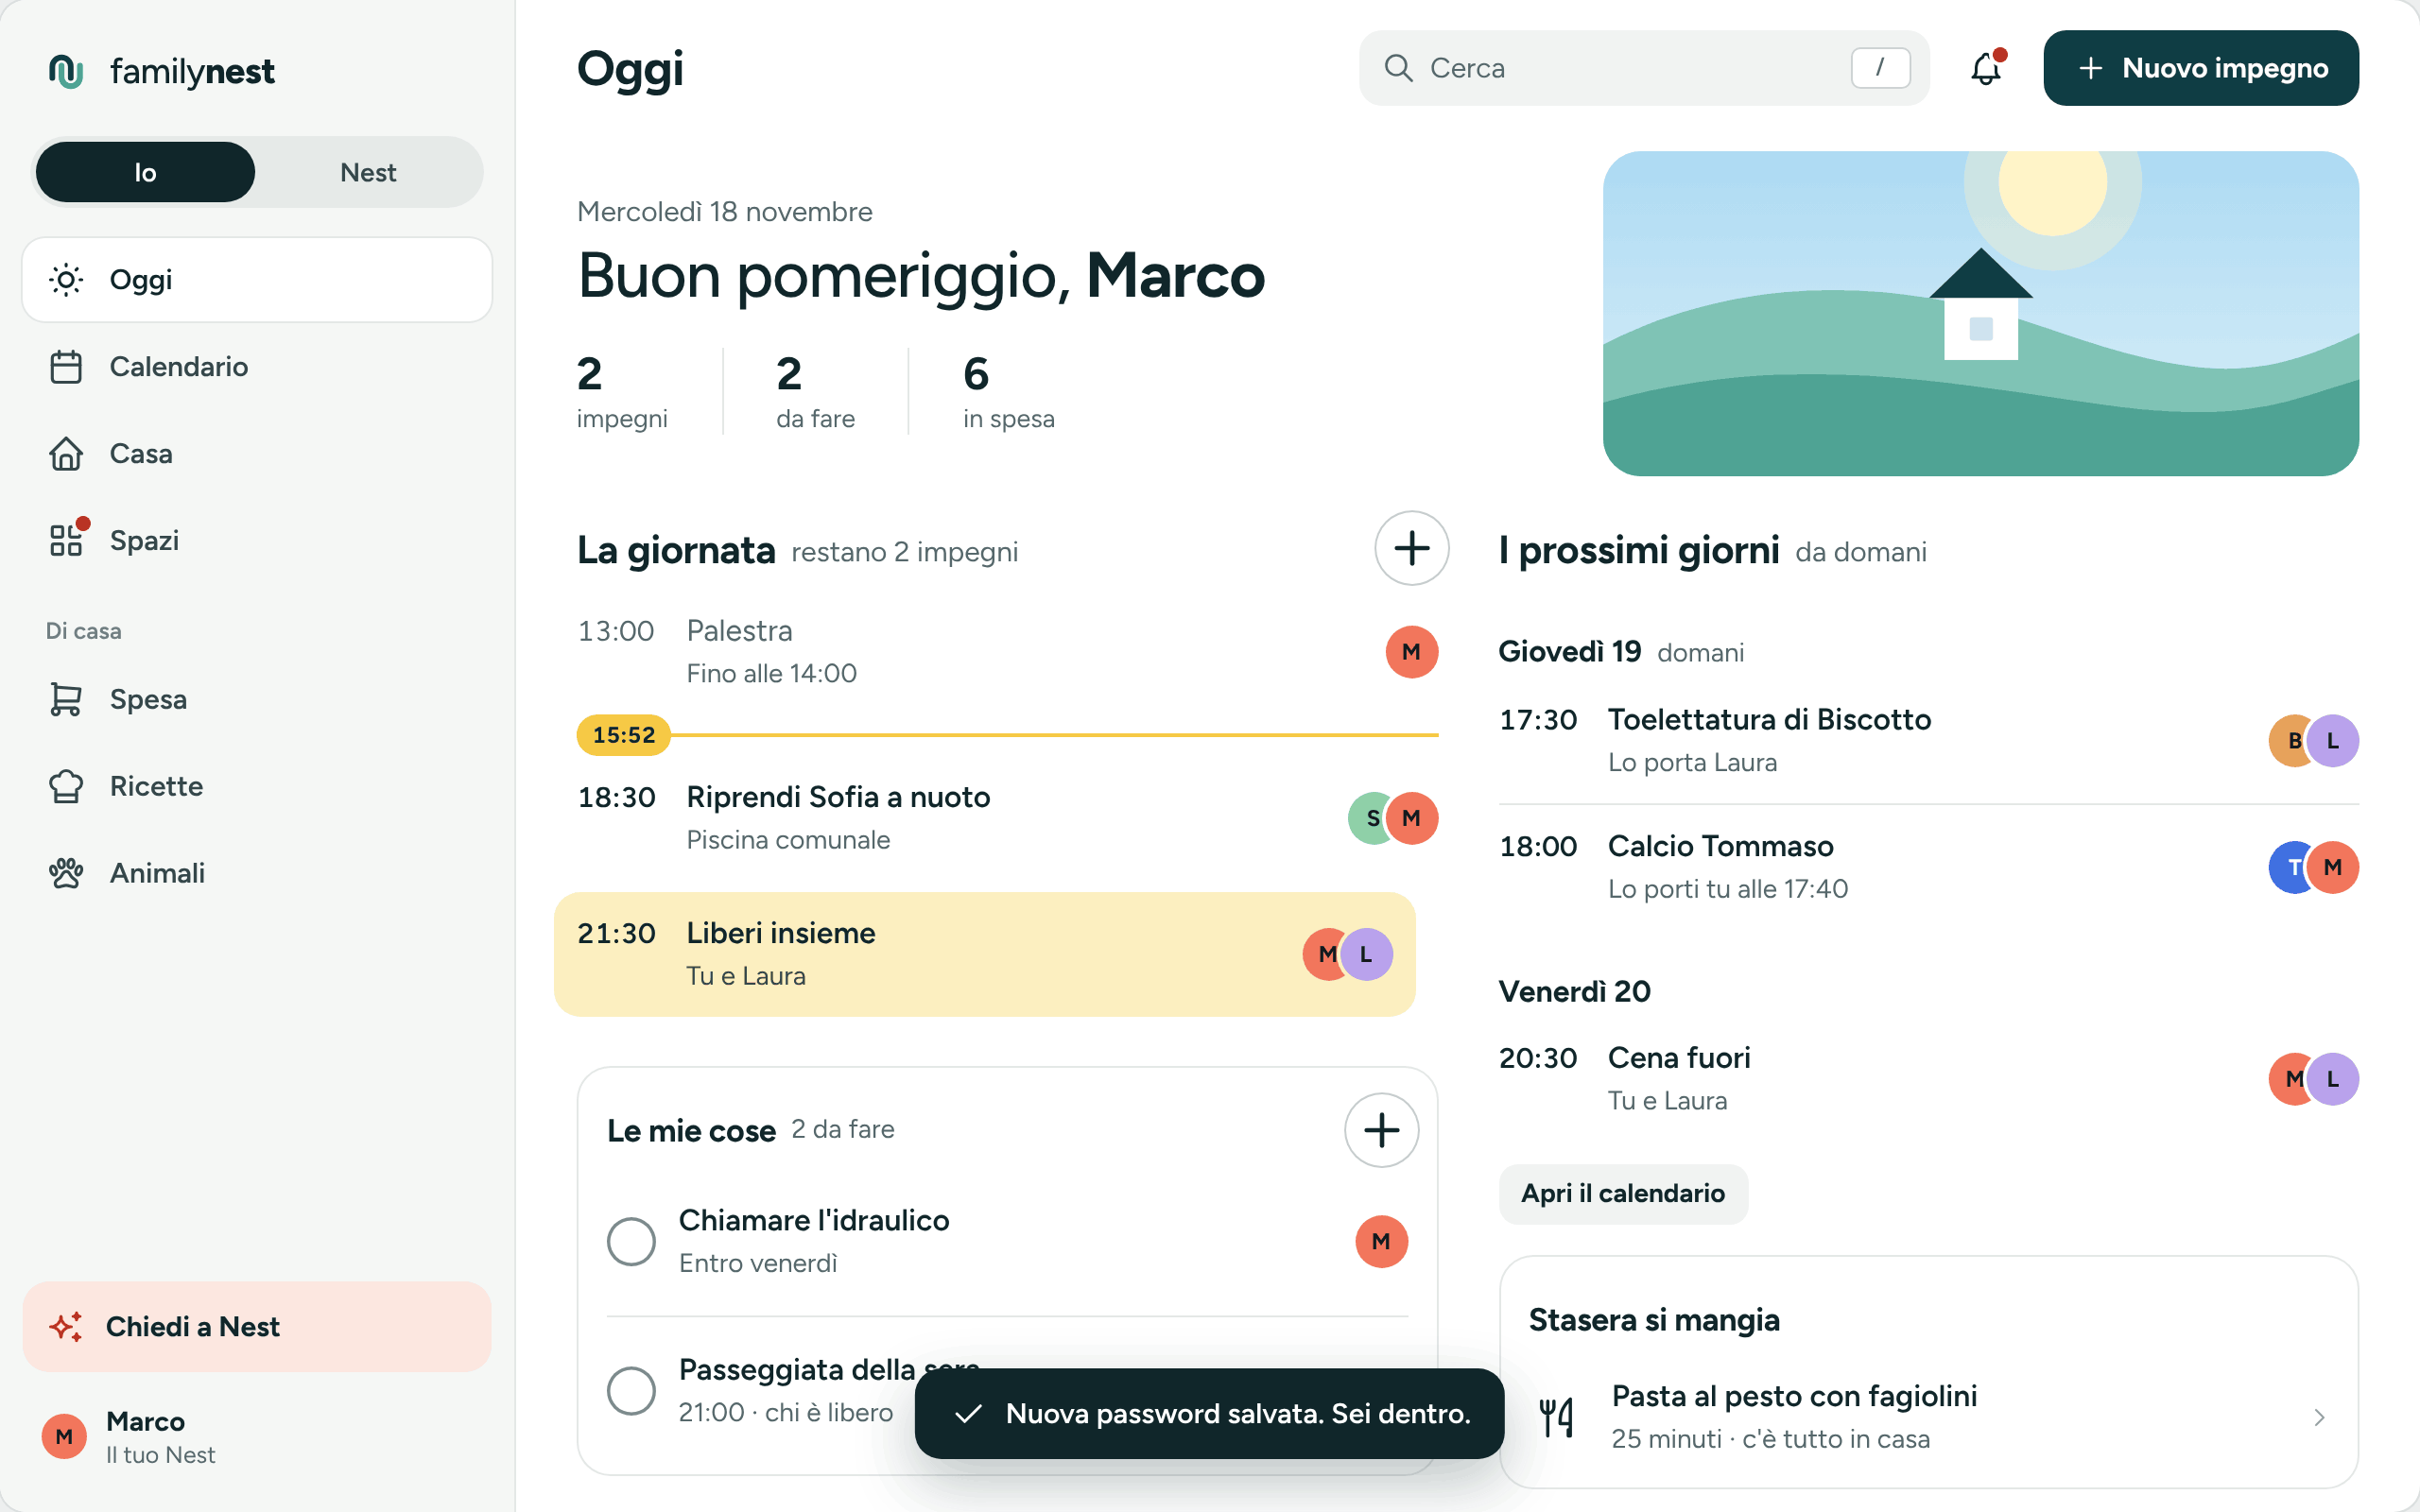 familynest
Io
Nest
Oggi
Calendario
Casa
Spazi
Di casa
Spesa
Ricette
Animali
Chiedi a Nest
M
Marco
Il tuo Nest
Oggi
Cerca
/
Nuovo impegno
Mercoledì 18 novembre
Buon pomeriggio, Marco
2
impegni
2
da fare
6
in spesa
La giornata restano 2 impegni
13:00 Palestra
Fino alle 14:00
M
15:52
18:30 Riprendi Sofia a nuoto
Piscina comunale
S M
21:30 Liberi insieme
Tu e Laura
M L
Le mie cose 2 da fare
Chiamare l'idraulico
Entro venerdì
M
Passeggiata della sera
21:00 · chi è libero
Nuova password salvata. Sei dentro.
I prossimi giorni da domani
Giovedì 19 domani
17:30 Toelettatura di Biscotto
Lo porta Laura
B L
18:00 Calcio Tommaso
Lo porti tu alle 17:40
T M
Venerdì 20
20:30 Cena fuori
Tu e Laura
M L
Apri il calendario
Stasera si mangia
Pasta al pesto con fagiolini
25 minuti · c'è tutto in casa